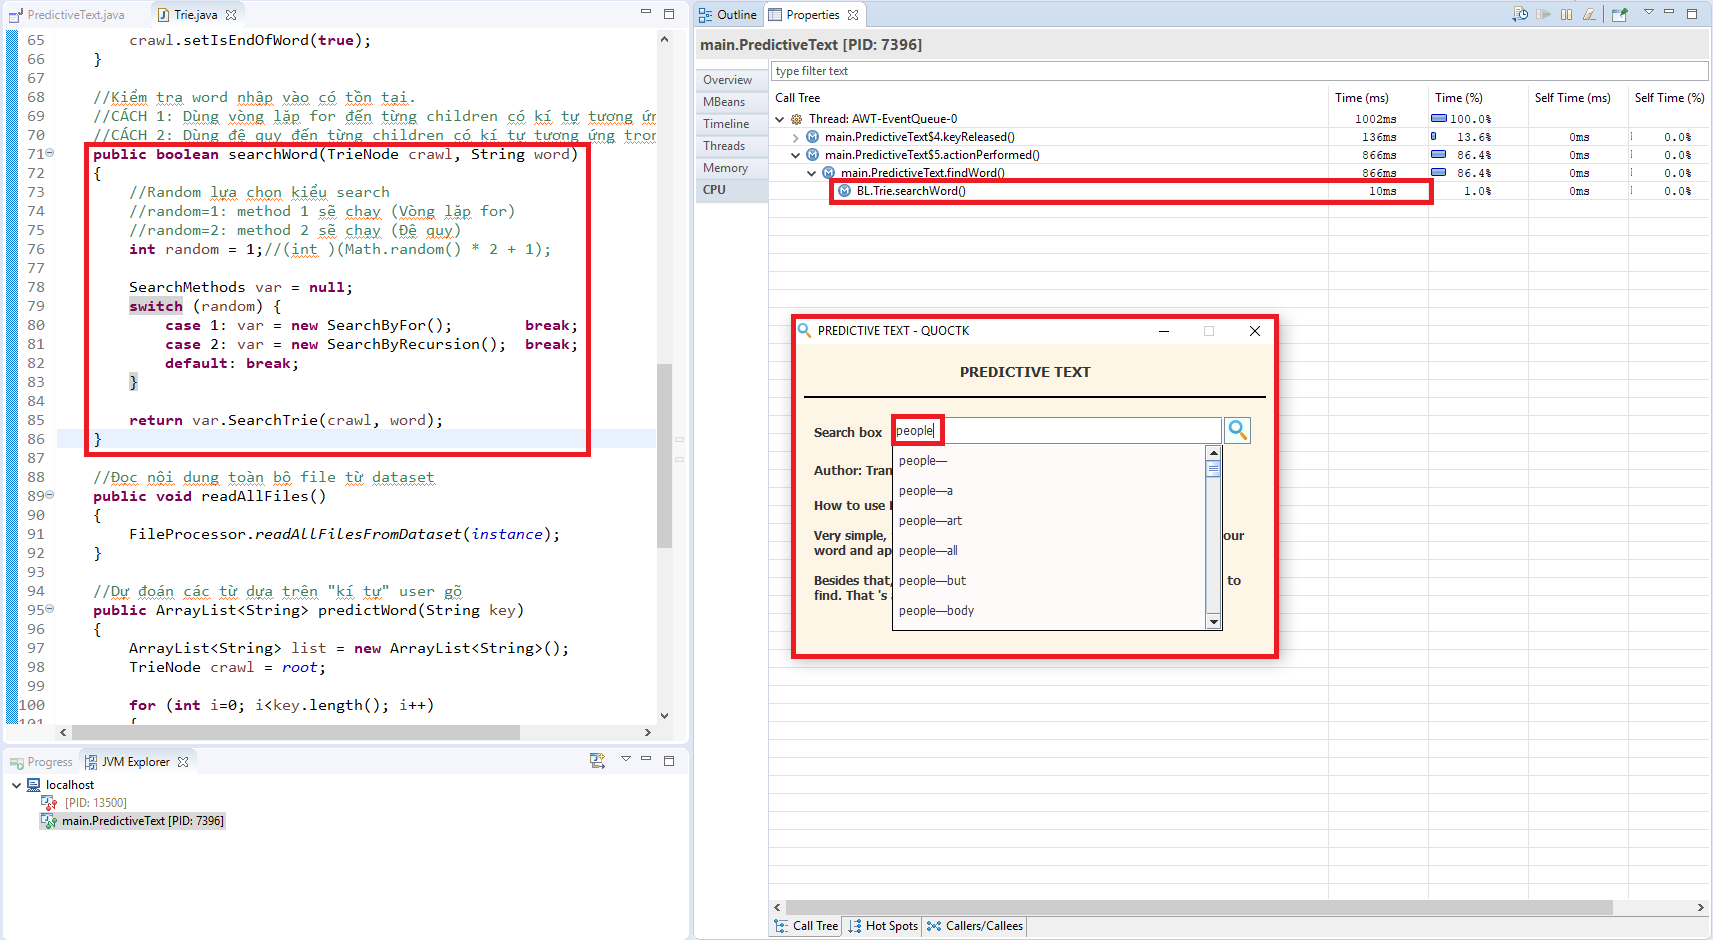 PredictiveText.java
Trie.java
65 crawl.setIsEndOfWord(true);
66 }
67
68 //Kiểm tra word nhập vào có tồn tại.
69 //CÁCH 1: Dùng vòng lặp for đến từng children có kí tự tương ứn
70 //CÁCH 2: Dùng đệ quy đến từng children có kí tự tương ứng tron
71 public boolean searchWord(TrieNode crawl, String word)
72 {
73 //Random lựa chọn kiểu search
74 //random=1: method 1 sẽ chạy (Vòng lặp for)
75 //random=2: method 2 sẽ chạy (Đệ quy)
76 int random = 1;//(int )(Math.random() * 2 + 1);
77
78 SearchMethods var = null;
79 switch (random) {
80 case 1: var = new SearchByFor(); break;
81 case 2: var = new SearchByRecursion(); break;
82 default: break;
83 }
84
85 return var.SearchTrie(crawl, word);
86 }
87
88 //Đọc nội dung toàn bộ file từ dataset
89 public void readAllFiles()
90 {
91 FileProcessor.readAllFilesFromDataset(instance);
92 }
93
94 //Dự đoán các từ dựa trên "kí tự" user gõ
95 public ArrayList<String> predictWord(String key)
96 {
97 ArrayList<String> list = new ArrayList<String>();
98 TrieNode crawl = root;
99
100 for (int i=0; i<key.length(); i++)
101 {
Progress
JVM Explorer
localhost
[PID: 13500]
main.PredictiveText [PID: 7396]
Outline
Properties
main.PredictiveText [PID: 7396]
Overview
MBeans
Timeline
Threads
Memory
CPU
type filter text
Call Tree Time (ms) Time (%) Self Time (ms) Self Time (%)
Thread: AWT-EventQueue-0 1002ms 100.0%
main.PredictiveText$4.keyReleased() 136ms 13.6% 0ms 0.0%
main.PredictiveText$5.actionPerformed() 866ms 86.4% 0ms 0.0%
main.PredictiveText.findWord() 866ms 86.4% 0ms 0.0%
BL.Trie.searchWord() 10ms 1.0% 0ms 0.0%
PREDICTIVE TEXT - QUOCTK
PREDICTIVE TEXT
Search box people
people—
people—a
people—art
people—all
people—but
people—body
Author: Tran
How to use
Very simple, our
word and ap
Besides that, to
find. That 's
Call Tree
Hot Spots
Callers/Callees